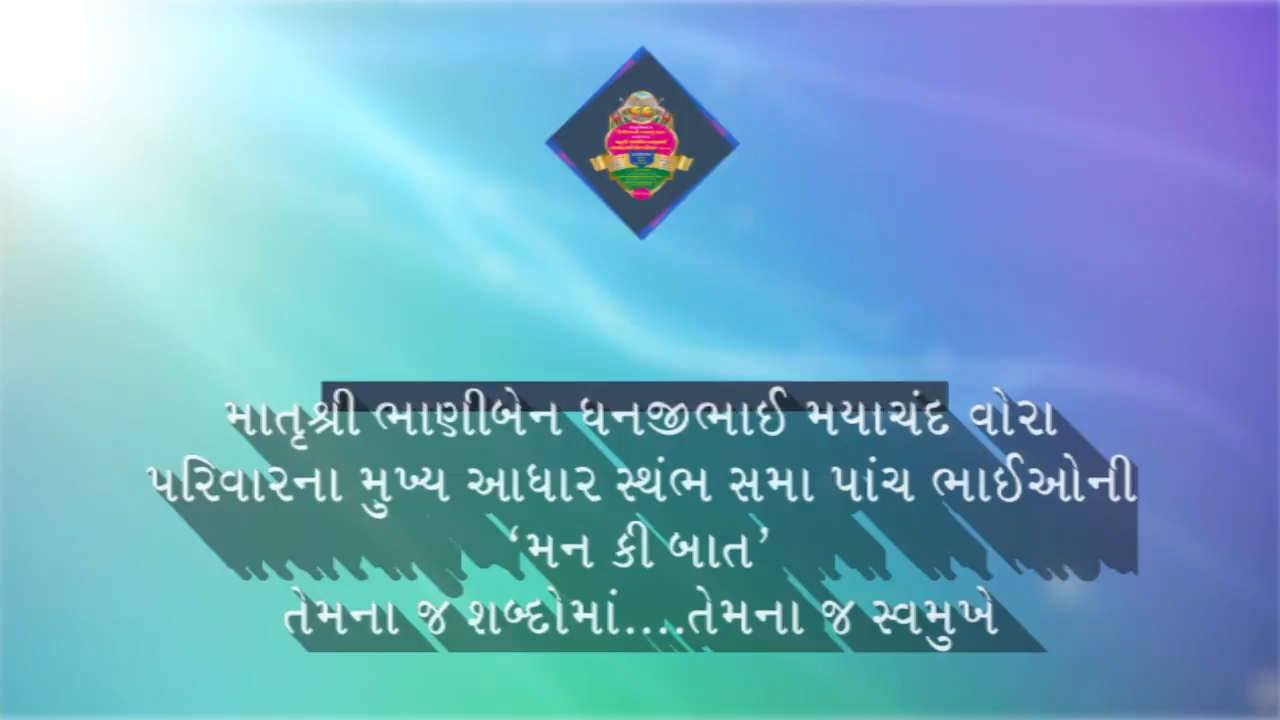 માતૃશ્રી ભાણીબેન ધનજીભાઈ મયાચંદ વોરા
પરિવારના મુખ્ય આધાર સ્થંભ સમા પાંચ ભાઈઓની
‘મન કી બાત’
તેમના જ શબ્દોમાં....તેમના જ સ્વમુખે